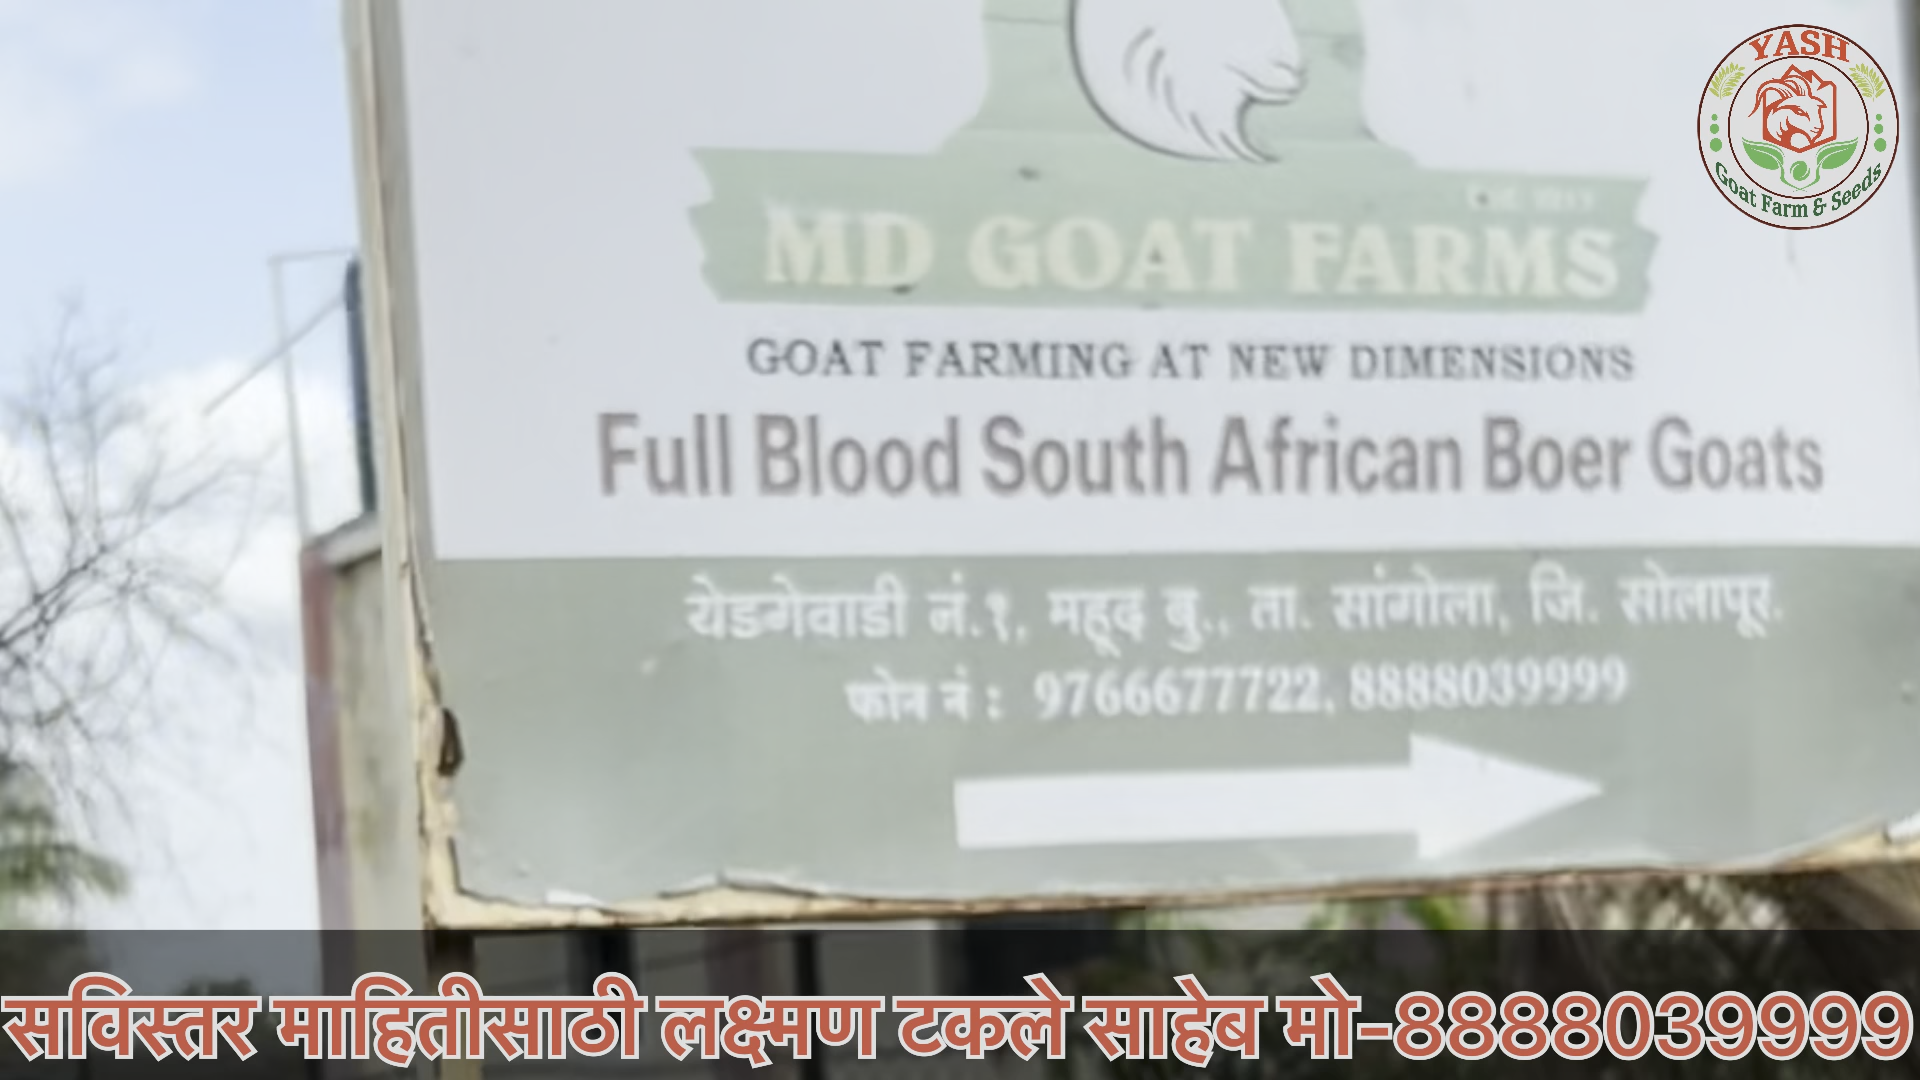 YASH
Goat Farm & Seeds
MD GOAT FARMS
GOAT FARMING AT NEW DIMENSIONS
Full Blood South African Boer Goats
येडगेवाडी नं.१, महूद बु., ता. सांगोला, जि. सोलापूर.
फोन नं : 9766677722, 8888039999
सविस्तर माहितीसाठी लक्ष्मण टकले साहेब मो-8888039999